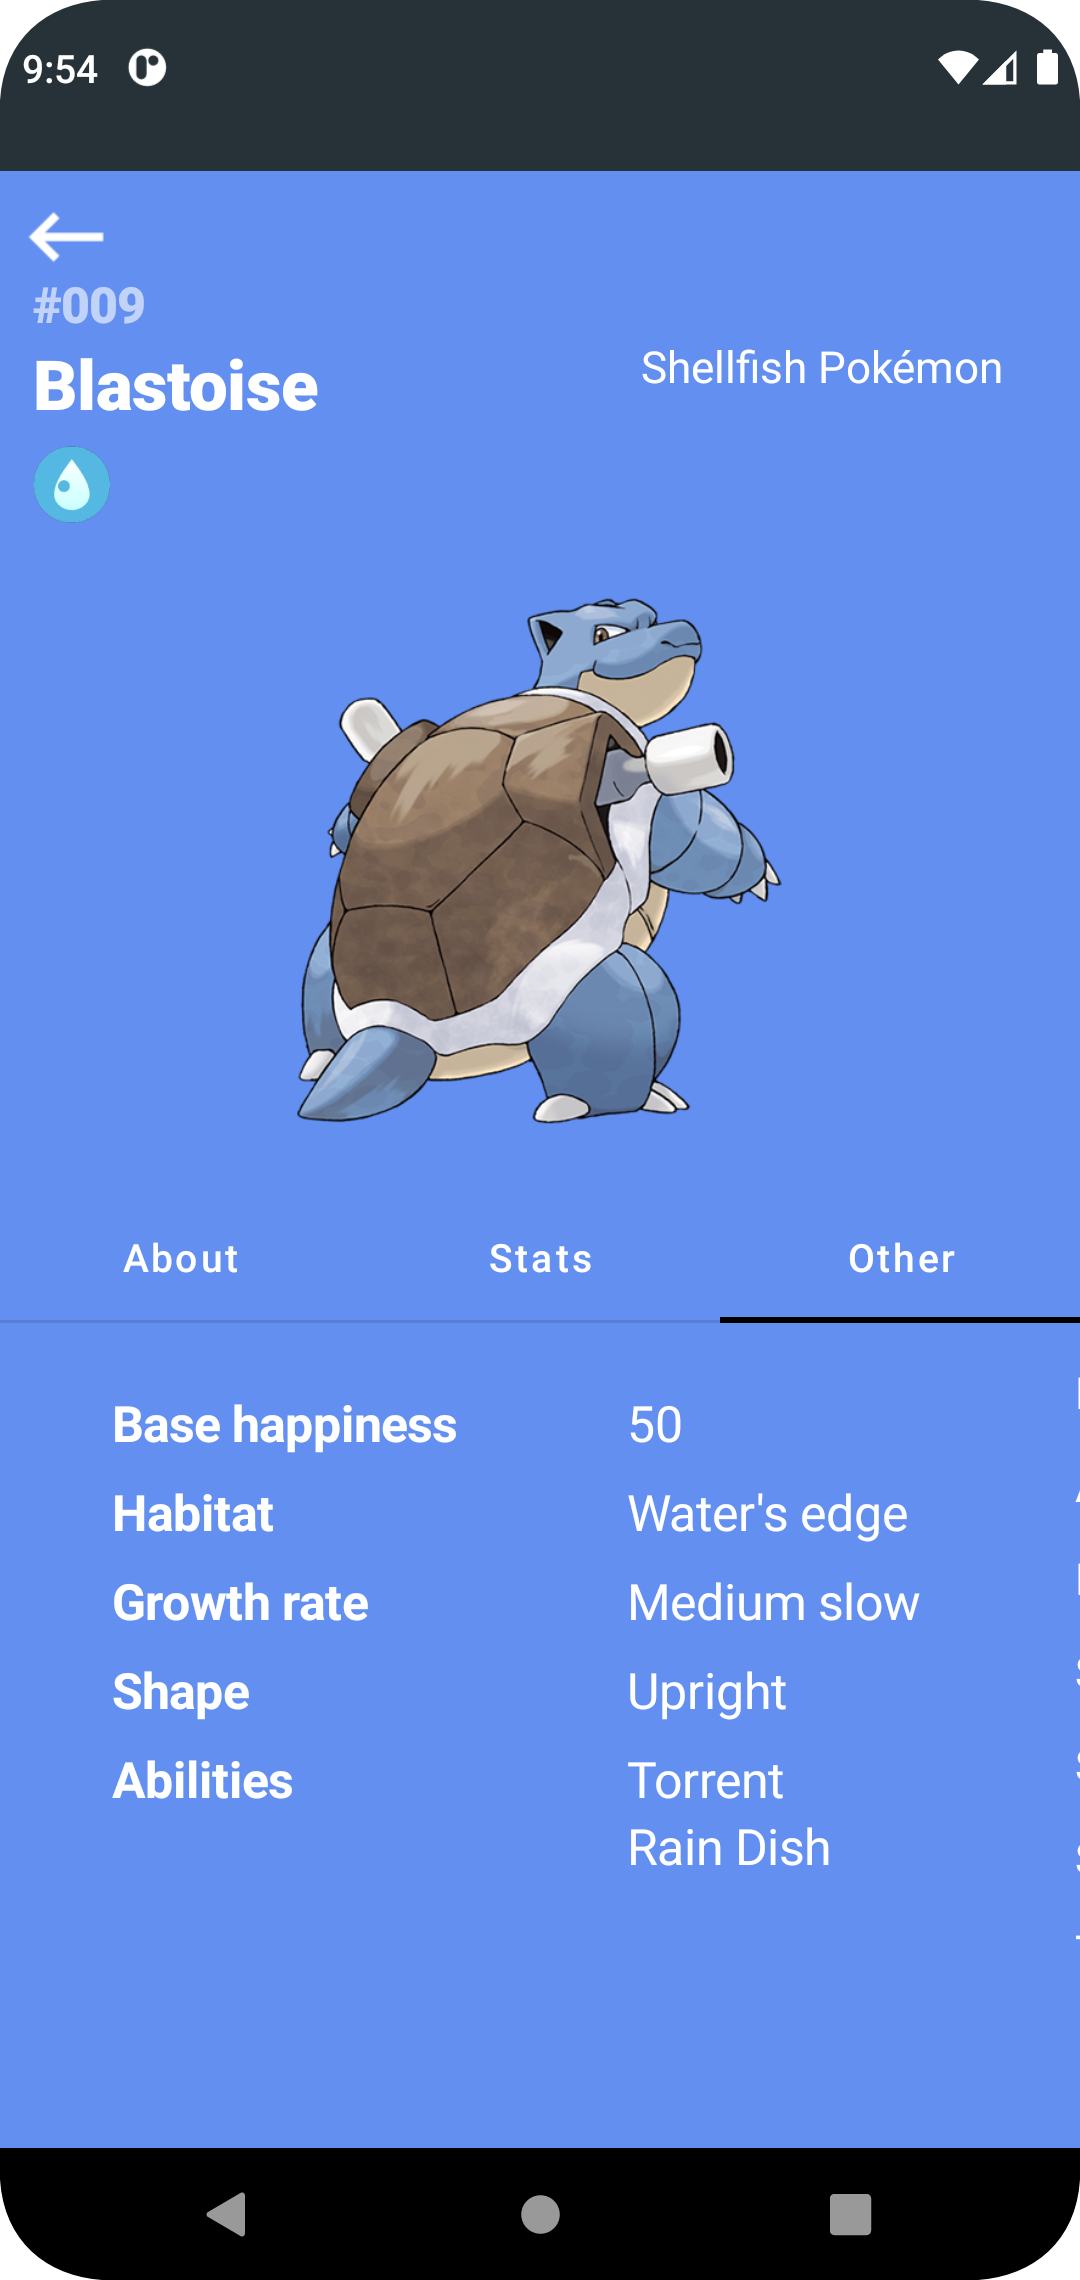 9:54
#009
Blastoise
Shellfish Pokémon
About Stats Other
Base happiness 50
Habitat Water's edge
Growth rate Medium slow
Shape Upright
Abilities Torrent
Rain Dish